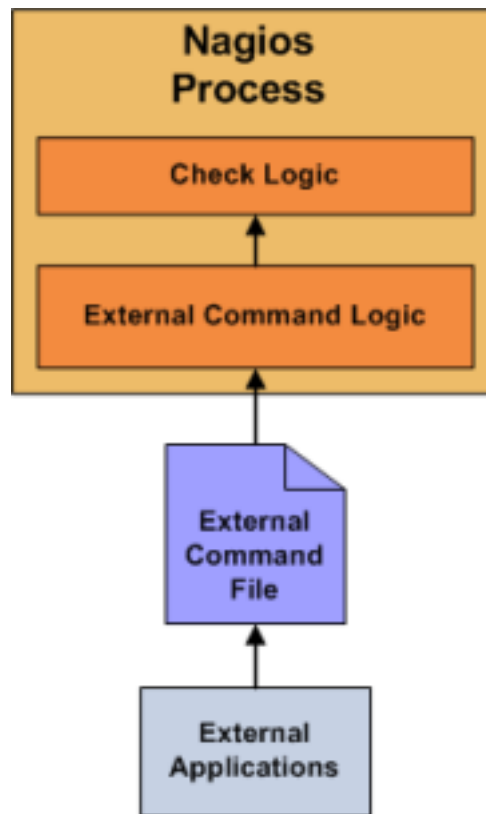 Nagios
Process
Check Logic
External Command Logic
External
Command
File
External
Applications